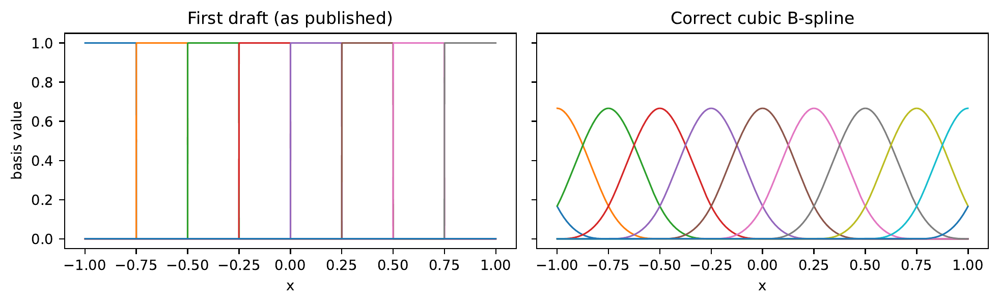 First draft (as published)
1.0
0.8
0.6
0.4
0.2
0.0
basis value
−1.00 −0.75 −0.50 −0.25 0.00 0.25 0.50 0.75 1.00
x
Correct cubic B-spline
−1.00 −0.75 −0.50 −0.25 0.00 0.25 0.50 0.75 1.00
x